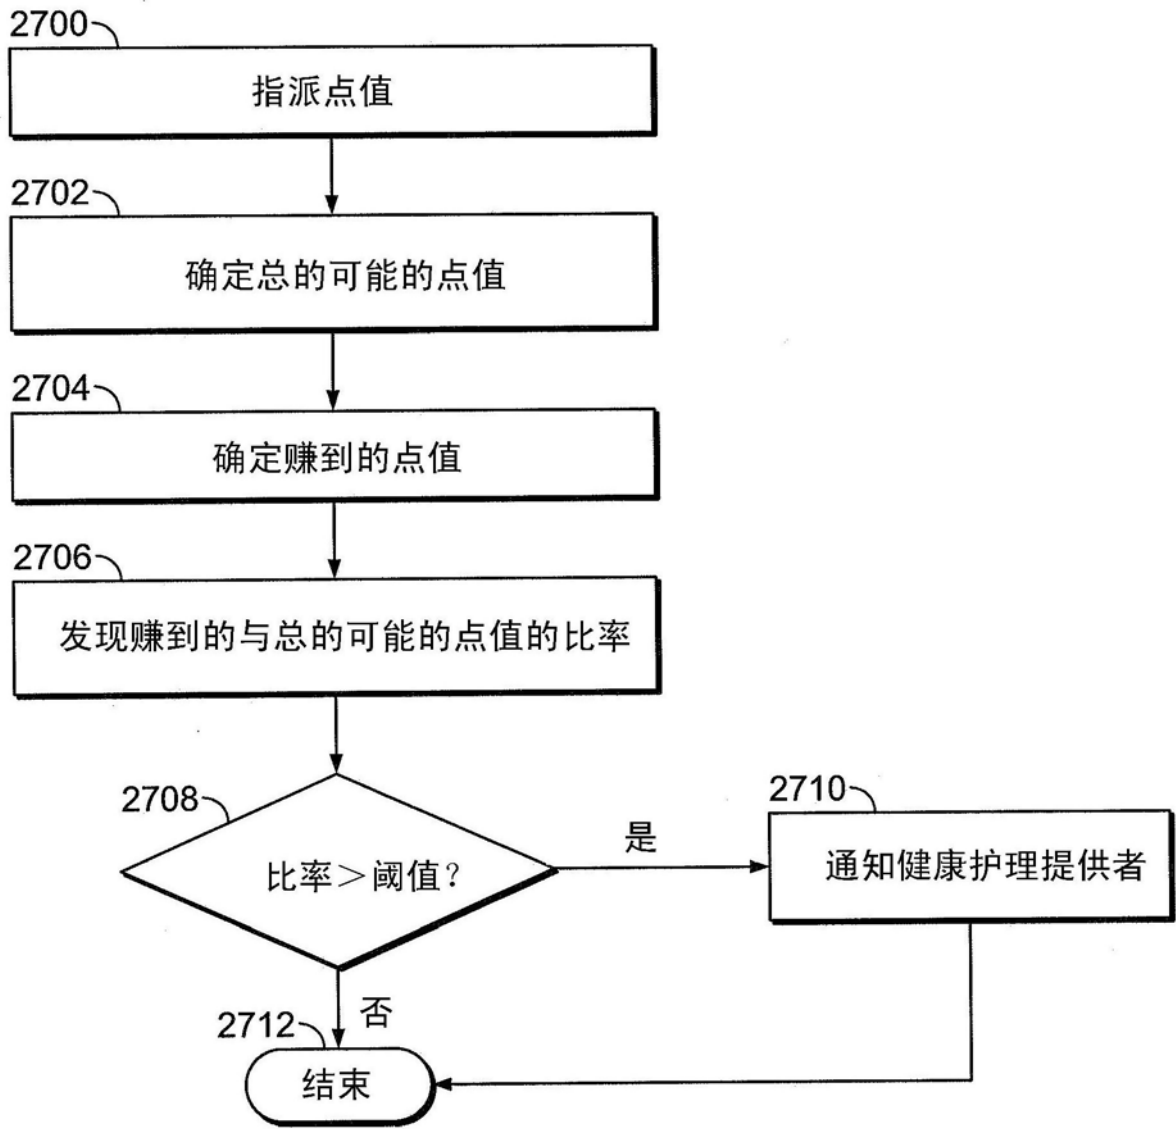 2700
指派点值
2702
确定总的可能的点值
2704
确定赚到的点值
2706
发现赚到的与总的可能的点值的比率
2708
比率＞阈值？
是
2710
通知健康护理提供者
否
2712
结束